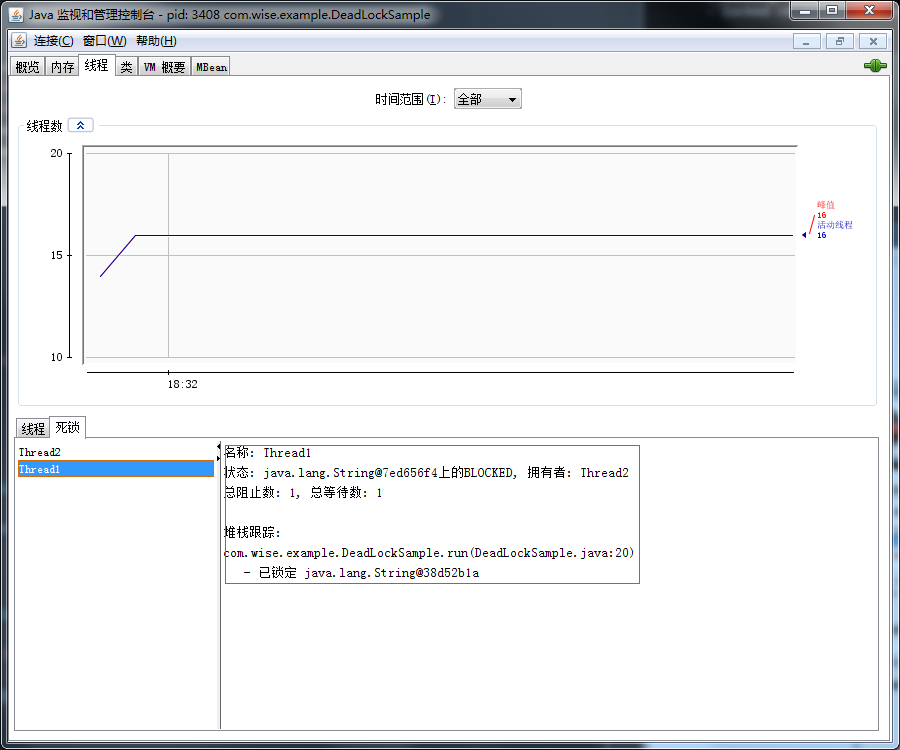 Java 监视和管理控制台 - pid: 3408 com.wise.example.DeadLockSample
连接(C) 窗口(W) 帮助(H)
概览 内存 线程 类 VM 概要 MBean
时间范围(I): 全部
线程数
20
15
10
18:32
峰值
16
活动线程
16
线程 死锁
Thread2
Thread1
名称: Thread1
状态: java.lang.String@7ed656f4上的BLOCKED, 拥有者: Thread2
总阻止数: 1, 总等待数: 1
堆栈跟踪:
com.wise.example.DeadLockSample.run(DeadLockSample.java:20)
- 已锁定 java.lang.String@38d52b1a